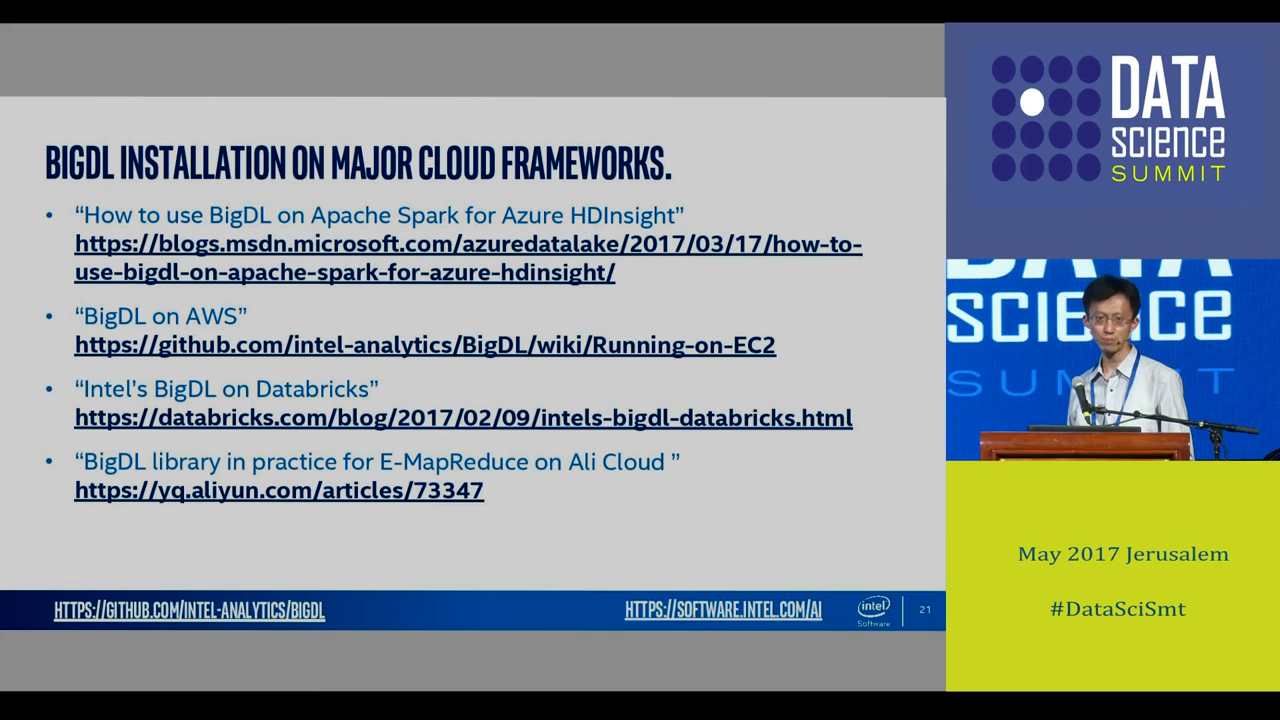 BIGDL INSTALLATION ON MAJOR CLOUD FRAMEWORKS.
• “How to use BigDL on Apache Spark for Azure HDInsight”
https://blogs.msdn.microsoft.com/azuredatalake/2017/03/17/how-to-
use-bigdl-on-apache-spark-for-azure-hdinsight/
• “BigDL on AWS”
https://github.com/intel-analytics/BigDL/wiki/Running-on-EC2
• “Intel’s BigDL on Databricks”
https://databricks.com/blog/2017/02/09/intels-bigdl-databricks.html
• “BigDL library in practice for E-MapReduce on Ali Cloud ”
https://yq.aliyun.com/articles/73347
HTTPS://GITHUB.COM/INTEL-ANALYTICS/BIGDL
HTTPS://SOFTWARE.INTEL.COM/AI
intel
Software
21
DATA
SCIENCE
SUMMIT
DATA
SCIENCE
SUMMIT
May 2017 Jerusalem
#DataSciSmt